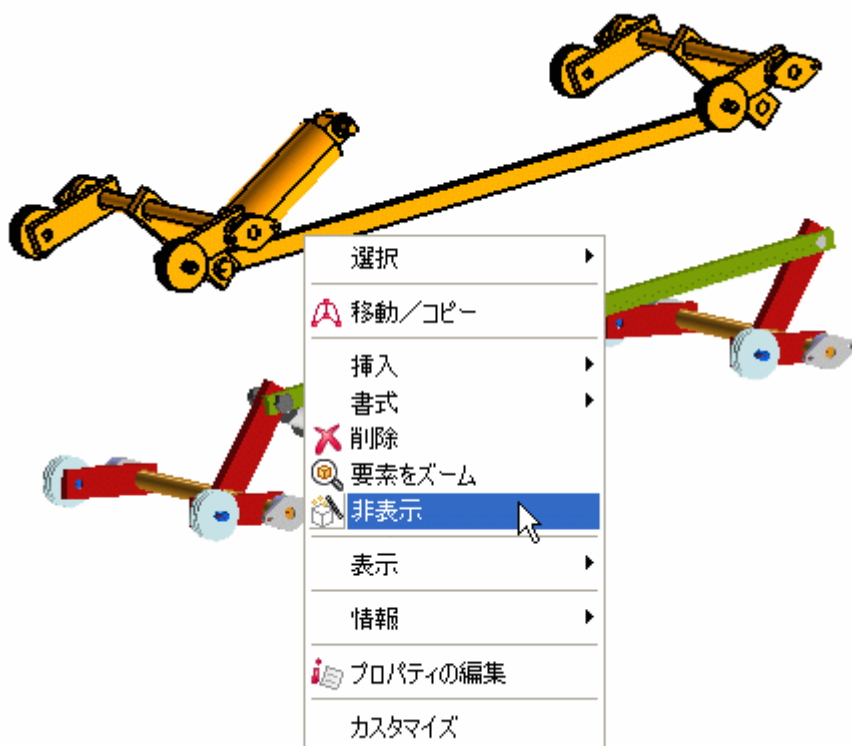 選択
移動／コピー
挿入
書式
削除
要素をズーム
非表示
表示
情報
プロパティの編集
カスタマイズ